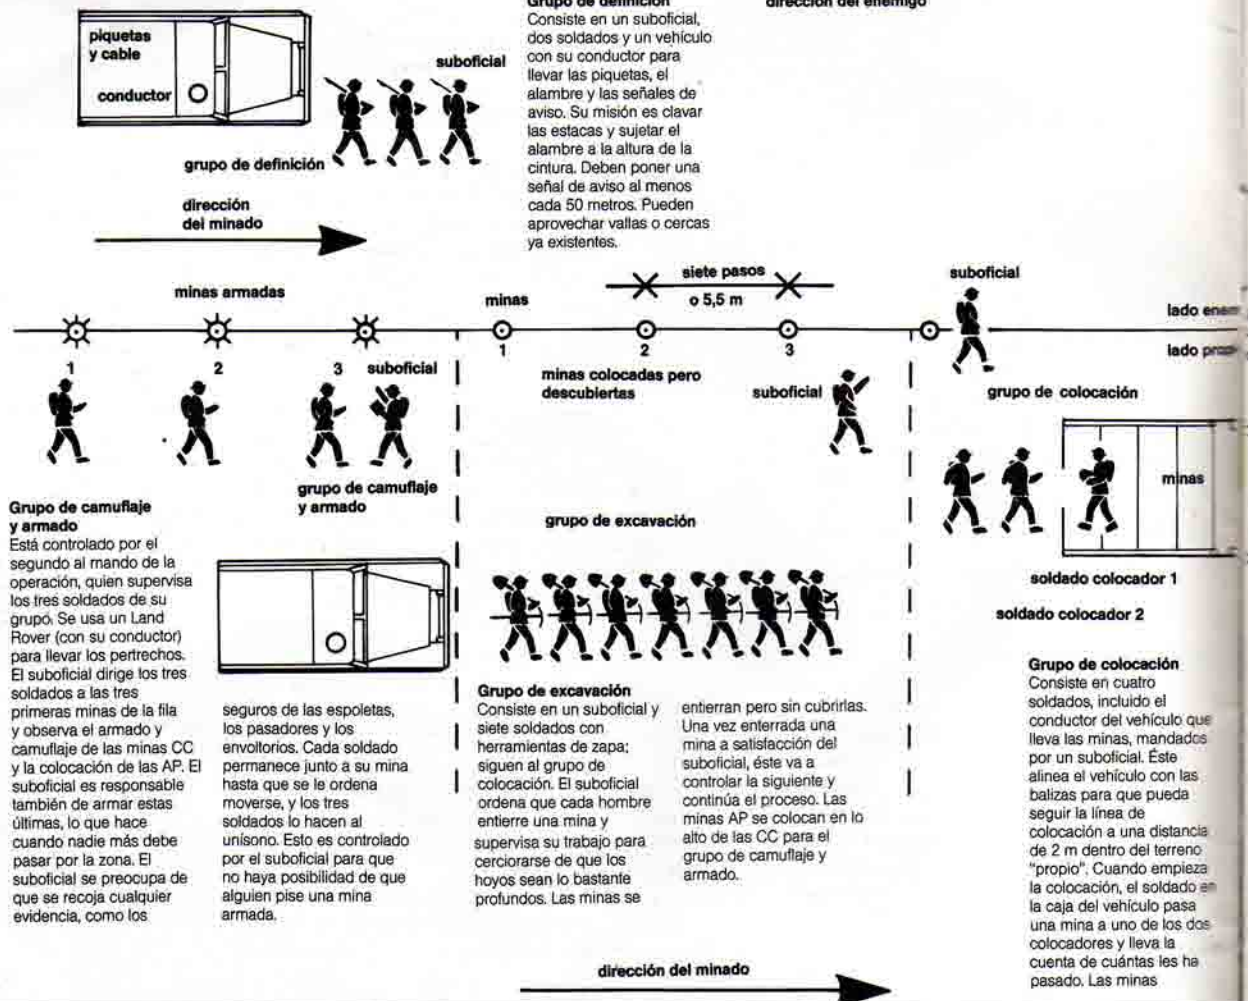 piquetas
y cable
conductor
suboficial
grupo de definición
dirección
del minado
Grupo de definición
Consiste en un suboficial,
dos soldados y un vehículo
con su conductor para
llevar las piquetas, el
alambre y las señales de
aviso. Su misión es clavar
las estacas y sujetar el
alambre a la altura de la
cintura. Deben poner una
señal de aviso al menos
cada 50 metros. Pueden
aprovechar vallas o cercas
ya existentes.
dirección del enemigo
minas armadas
minas
siete pasos
o 5,5 m
suboficial
lado
lado
1
2
3
suboficial
1
2
3
minas colocadas pero
descubiertas
suboficial
grupo de colocación
minas
grupo de camuflaje
y armado
grupo de excavación
soldado colocador 1
soldado colocador 2
Grupo de camuflaje
y armado
Está controlado por el
segundo al mando de la
operación, quien supervisa
los tres soldados de su
grupo. Se usa un Land
Rover (con su conductor)
para llevar los pertrechos.
El suboficial dirige los tres
soldados a las tres
primeras minas de la fila
y observa el armado y
camuflaje de las minas CC
y la colocación de las AP. El
suboficial es responsable
también de armar estas
últimas, lo que hace
cuando nadie más debe
pasar por la zona. El
suboficial se preocupa de
que se recoja cualquier
evidencia, como los
seguros de las espoletas,
los pasadores y los
envoltorios. Cada soldado
permanece junto a su mina
hasta que se le ordena
moverse, y los tres
soldados lo hacen al
unísono. Esto es controlado
por el suboficial para que
no haya posibilidad de que
alguien pise una mina
armada.
Grupo de excavación
Consiste en un suboficial y
siete soldados con
herramientas de zapa;
siguen al grupo de
colocación. El suboficial
ordena que cada hombre
entierre una mina y
supervisa su trabajo para
cerciorarse de que los
hoyos sean lo bastante
profundos. Las minas se
entierran pero sin cubrirlas.
Una vez enterrada una
mina a satisfacción del
suboficial, éste va a
controlar la siguiente y
continúa el proceso. Las
minas AP se colocan en lo
alto de las CC para el
grupo de camuflaje y
armado.
Grupo de colocación
Consiste en cuatro
soldados, incluido el
conductor del vehículo que
lleva las minas, mandados
por un suboficial. Éste
alinea el vehículo con las
balizas para que pueda
seguir la línea de
colocación a una distancia
de 2 m dentro del terreno
"propio". Cuando empieza
la colocación, el soldado en
la caja del vehículo pasa
una mina a uno de los dos
colocadores y lleva la
cuenta de cuántas les ha
pasado. Las minas
dirección del minado